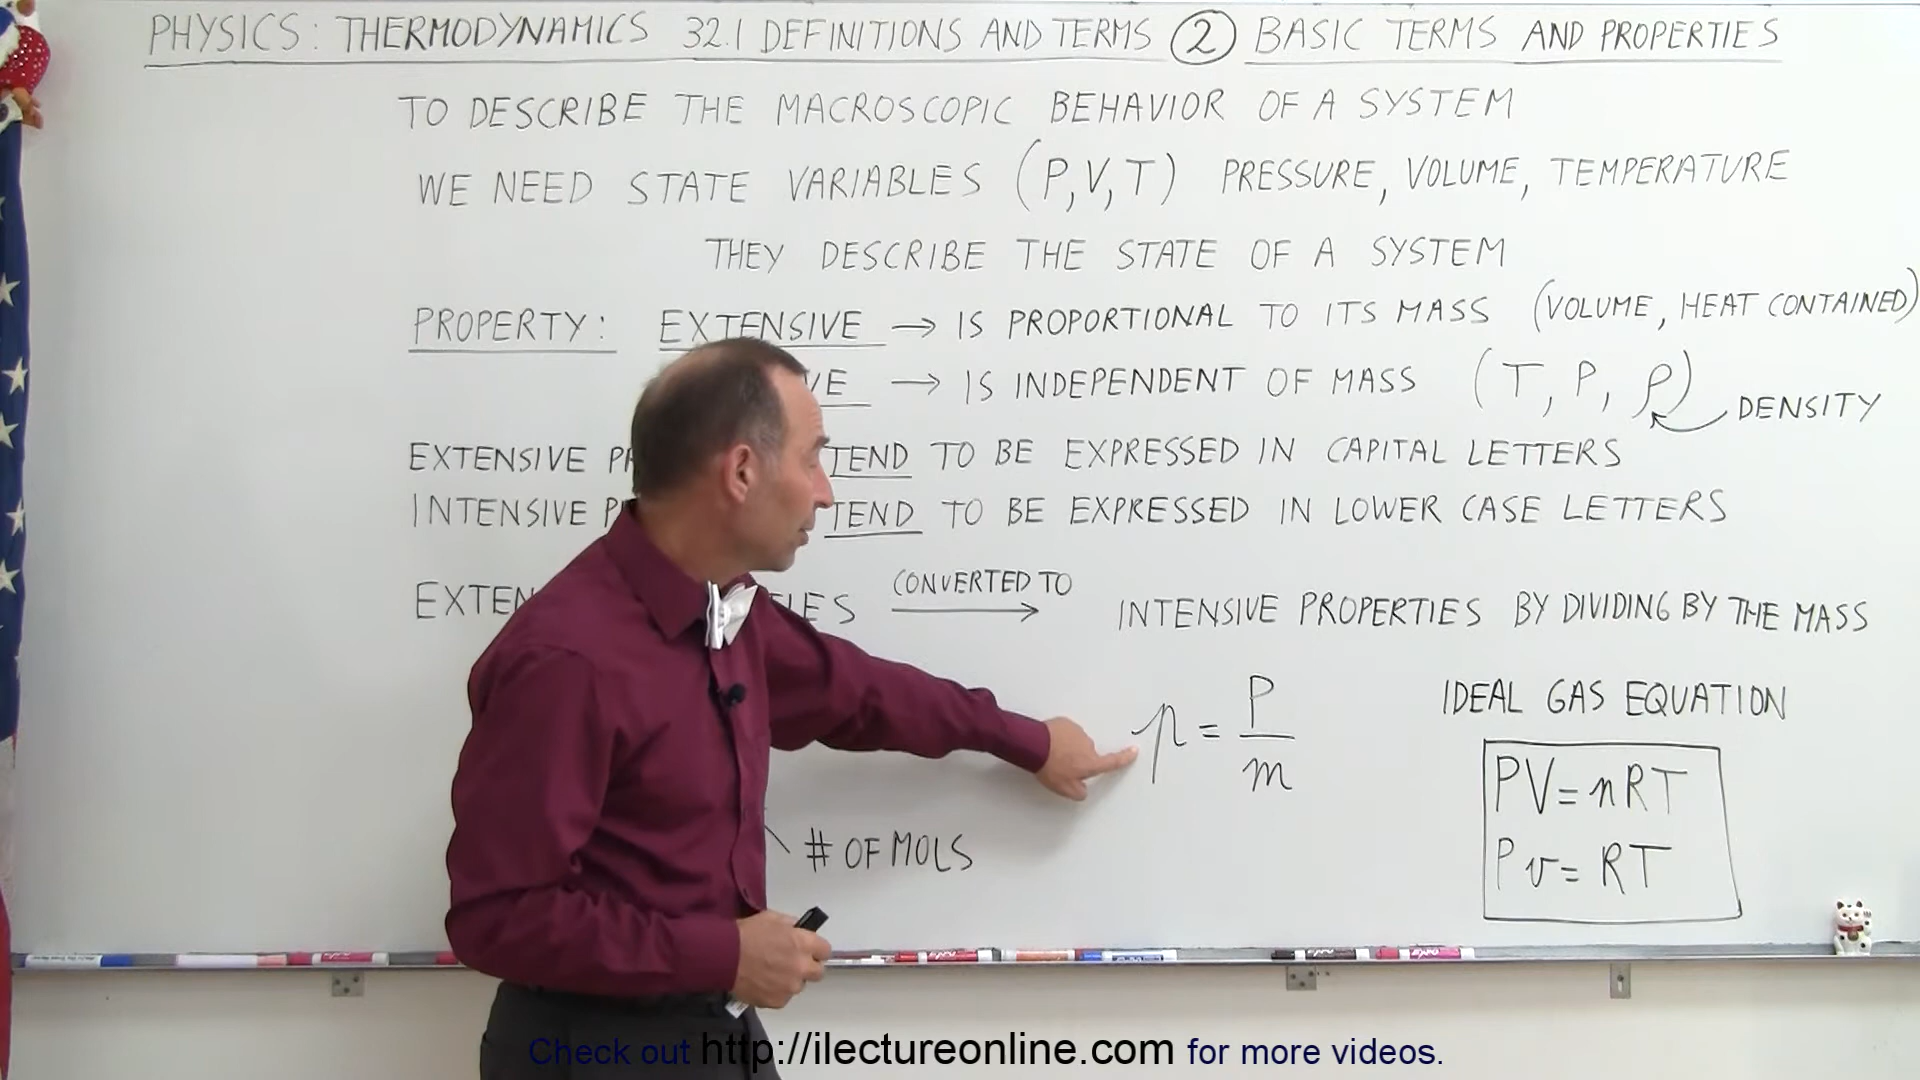 PHYSICS: THERMODYNAMICS 32.1 DEFINITIONS AND TERMS 2 BASIC TERMS AND PROPERTIES
TO DESCRIBE THE MACROSCOPIC BEHAVIOR OF A SYSTEM
WE NEED STATE VARIABLES (P,V,T) PRESSURE, VOLUME, TEMPERATURE
THEY DESCRIBE THE STATE OF A SYSTEM
PROPERTY: EXTENSIVE → IS PROPORTIONAL TO ITS MASS (VOLUME, HEAT CONTAINED)
VE → IS INDEPENDENT OF MASS (T, P, ρ)
DENSITY
EXTENSIVE P TEND TO BE EXPRESSED IN CAPITAL LETTERS
INTENSIVE P TEND TO BE EXPRESSED IN LOWER CASE LETTERS
EXTEN IES CONVERTED TO → INTENSIVE PROPERTIES BY DIVIDING BY THE MASS
p = P/m
# OF MOLS
IDEAL GAS EQUATION
PV = nRT
Pv = RT
Check out http://ilectureonline.com for more videos.